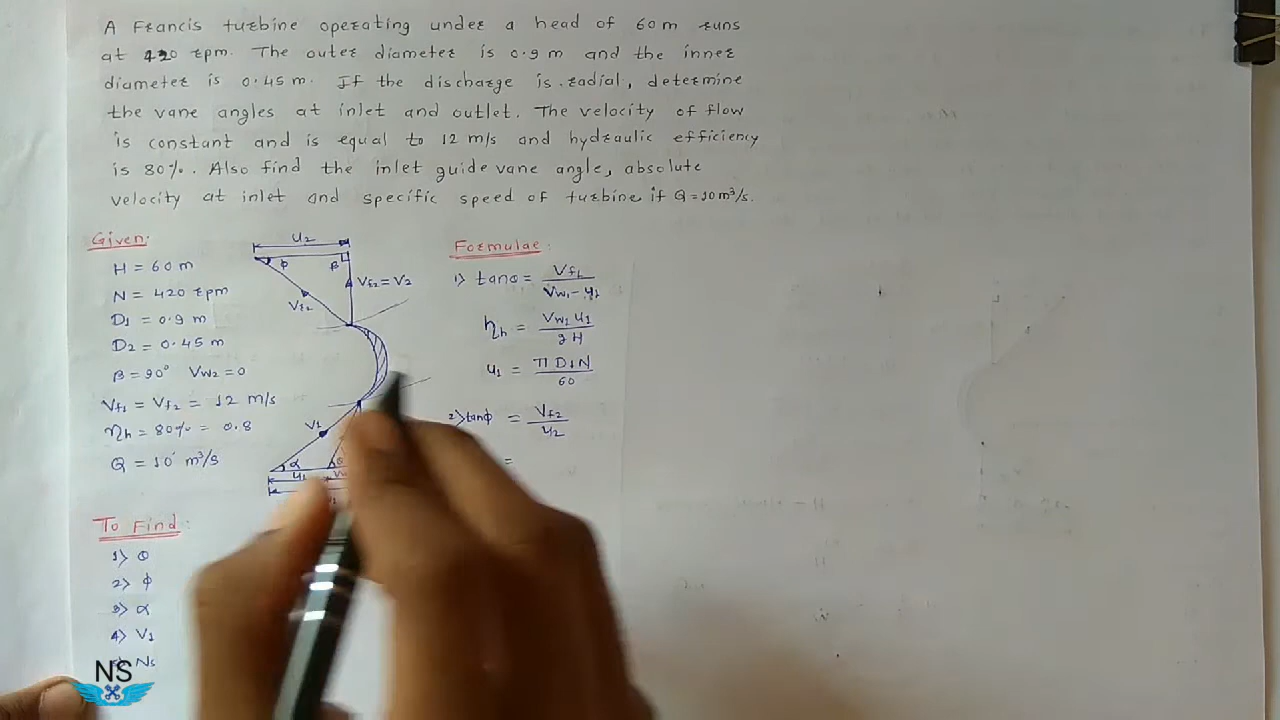 A Francis turbine operating under a head of 60 m runs
at 420 rpm. The outer diameter is 0.9 m and the inner
diameter is 0.45 m. If the discharge is radial, determine
the vane angles at inlet and outlet. The velocity of flow
is constant and is equal to 12 m/s and hydraulic efficiency
is 80%. Also find the inlet guide vane angle, absolute
velocity at inlet and specific speed of turbine if Q = 10 m³/s.
Given:
H = 60 m
N = 420 rpm
D1 = 0.9 m
D2 = 0.45 m
β = 90° Vw2 = 0
Vf1 = Vf2 = 12 m/s
ηh = 80% = 0.8
Q = 10 m³/s
To Find:
1) θ
2) φ
3) α
4) V1
Ns
u2
φ β
Vf2 = V2
Vr2
V1
α θ
u1
Formulae:
1) tanθ = Vf1 / Vw1 - u1
ηh = Vw1 u1 / gH
u1 = π D1 N / 60
2) tanφ = Vf2 / u2
=
NS